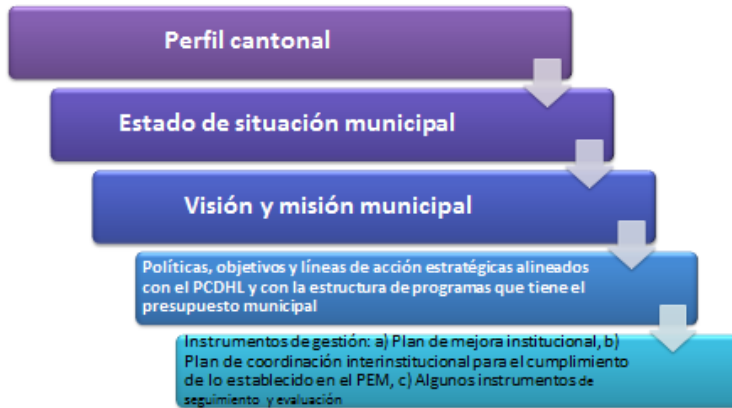 Perfil cantonal
Estado de situación municipal
Visión y misión municipal
Políticas, objetivos y líneas de acción estratégicas alineados
con el PCDHL y con la estructura de programas que tiene el
presupuesto municipal
Instrumentos de gestión: a) Plan de mejora institucional, b)
Plan de coordinación interinstitucional para el cumplimiento
de lo establecido en el PEM, c) Algunos instrumentos de
seguimiento y evaluación